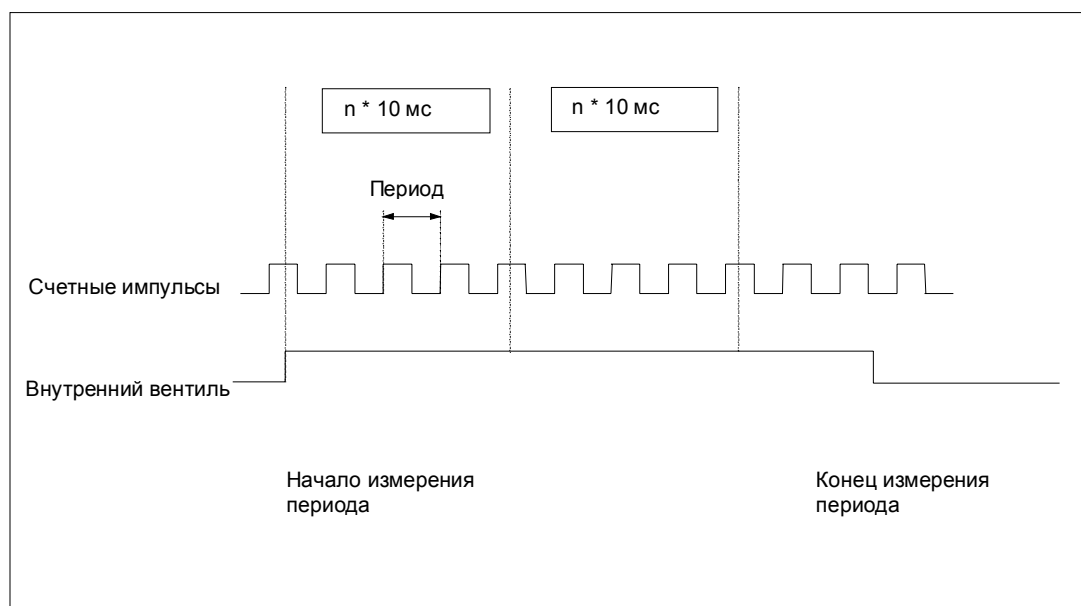 n * 10 мс
n * 10 мс
Период
Счетные импульсы
Внутренний вентиль
Начало измерения
периода
Конец измерения
периода